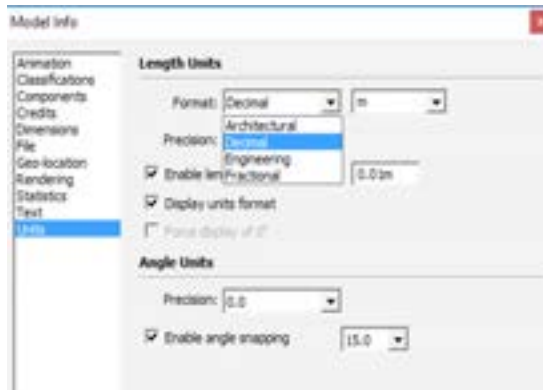 Model Info
Animation
Classifications
Components
Credits
Dimensions
File
Geo-location
Rendering
Statistics
Text
Units
Length Units
Format: Decimal m
Architectural
Decimal
Engineering
Fractional
Precision:
Enable len 0.01m
Display units format
Force display of 0"
Angle Units
Precision: 0.0
Enable angle snapping 15.0